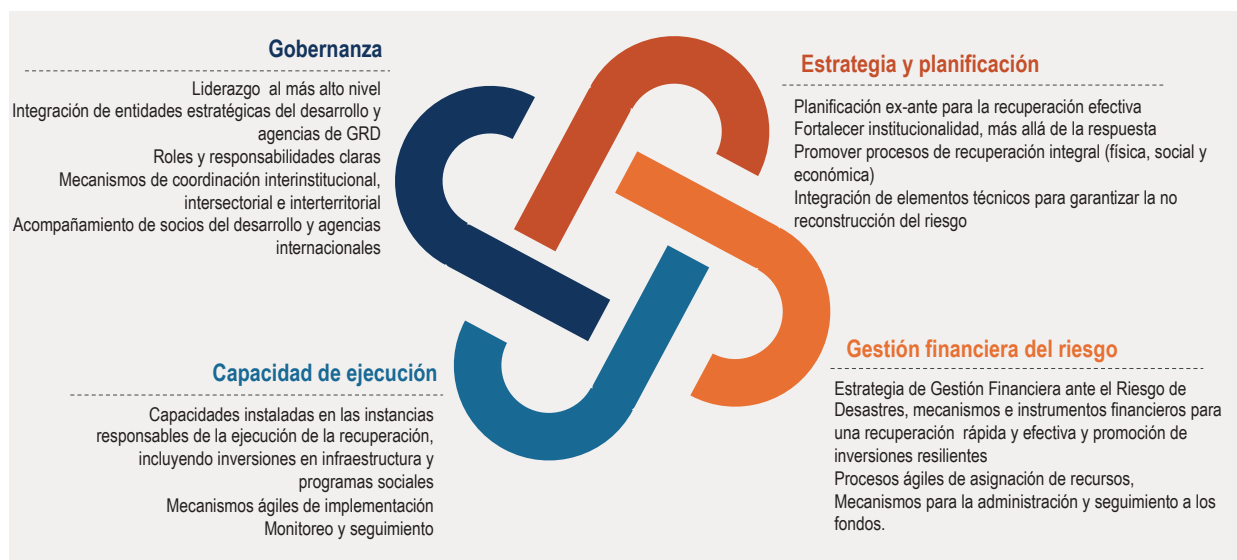 Gobernanza
Liderazgo al más alto nivel
Integración de entidades estratégicas del desarrollo y
agencias de GRD
Roles y responsabilidades claras
Mecanismos de coordinación interinstitucional,
intersectorial e interterritorial
Acompañamiento de socios del desarrollo y agencias
internacionales
Estrategia y planificación
Planificación ex-ante para la recuperación efectiva
Fortalecer institucionalidad, más allá de la respuesta
Promover procesos de recuperación integral (física, social y
económica)
Integración de elementos técnicos para garantizar la no
reconstrucción del riesgo
Capacidad de ejecución
Capacidades instaladas en las instancias
responsables de la ejecución de la recuperación,
incluyendo inversiones en infraestructura y
programas sociales
Mecanismos ágiles de implementación
Monitoreo y seguimiento
Gestión financiera del riesgo
Estrategia de Gestión Financiera ante el Riesgo de
Desastres, mecanismos e instrumentos financieros para
una recuperación rápida y efectiva y promoción de
inversiones resilientes
Procesos ágiles de asignación de recursos,
Mecanismos para la administración y seguimiento a los
fondos.